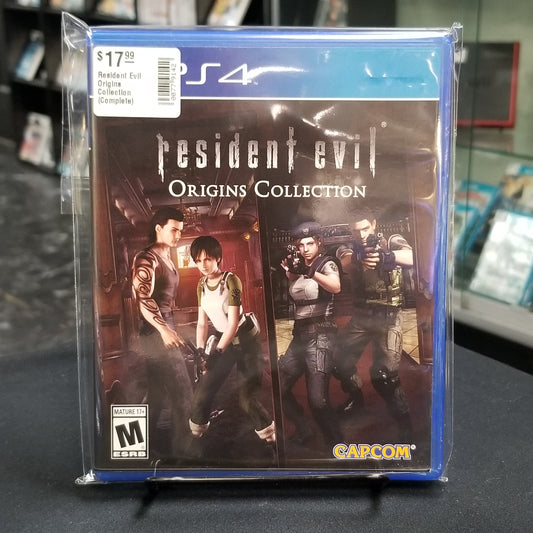 $17.99
Resident Evil
Origins
Collection
(Complete)
PS4
resident evil
ORIGINS COLLECTION
MATURE 17+
M
ESRB
CAPCOM